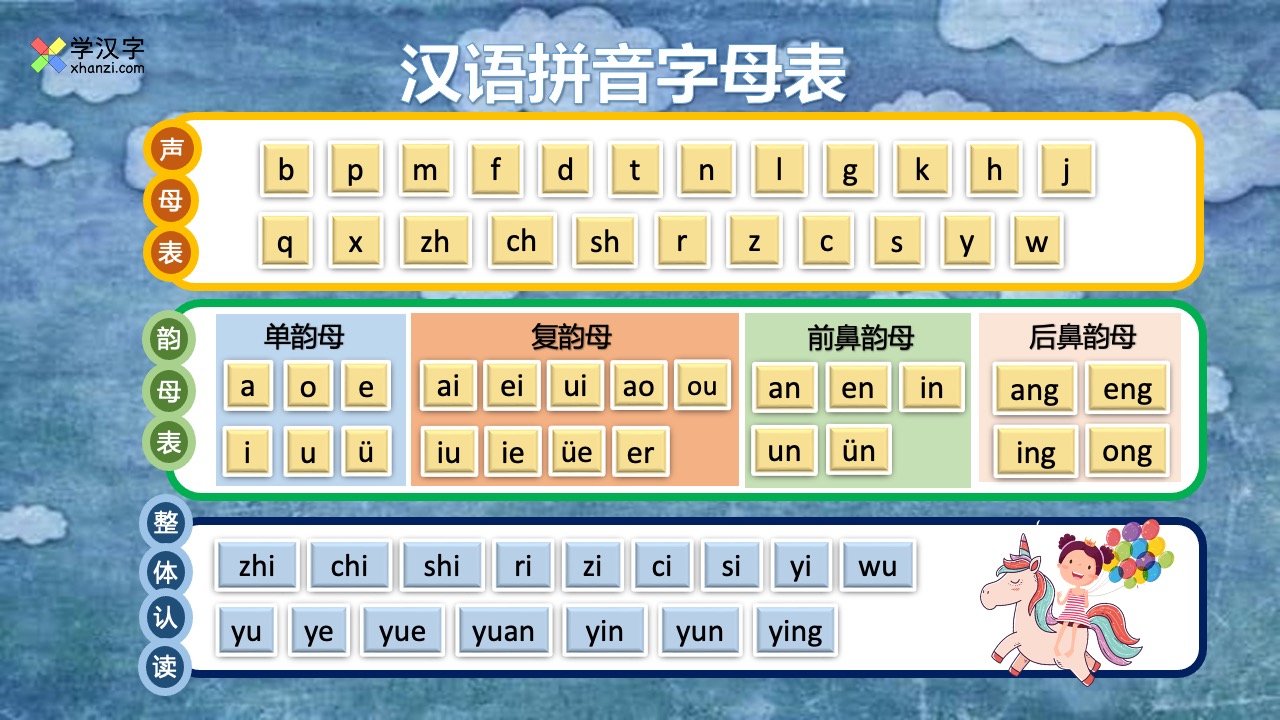 学汉字
xhanzi.com
汉语拼音字母表
声母表
b p m f d t n l g k h j
q x zh ch sh r z c s y w
韵母表
单韵母 复韵母 前鼻韵母 后鼻韵母
a o e ai ei ui ao ou an en in ang eng
i u ü iu ie üe er un ün ing ong
整体认读
zhi chi shi ri zi ci si yi wu
yu ye yue yuan yin yun ying